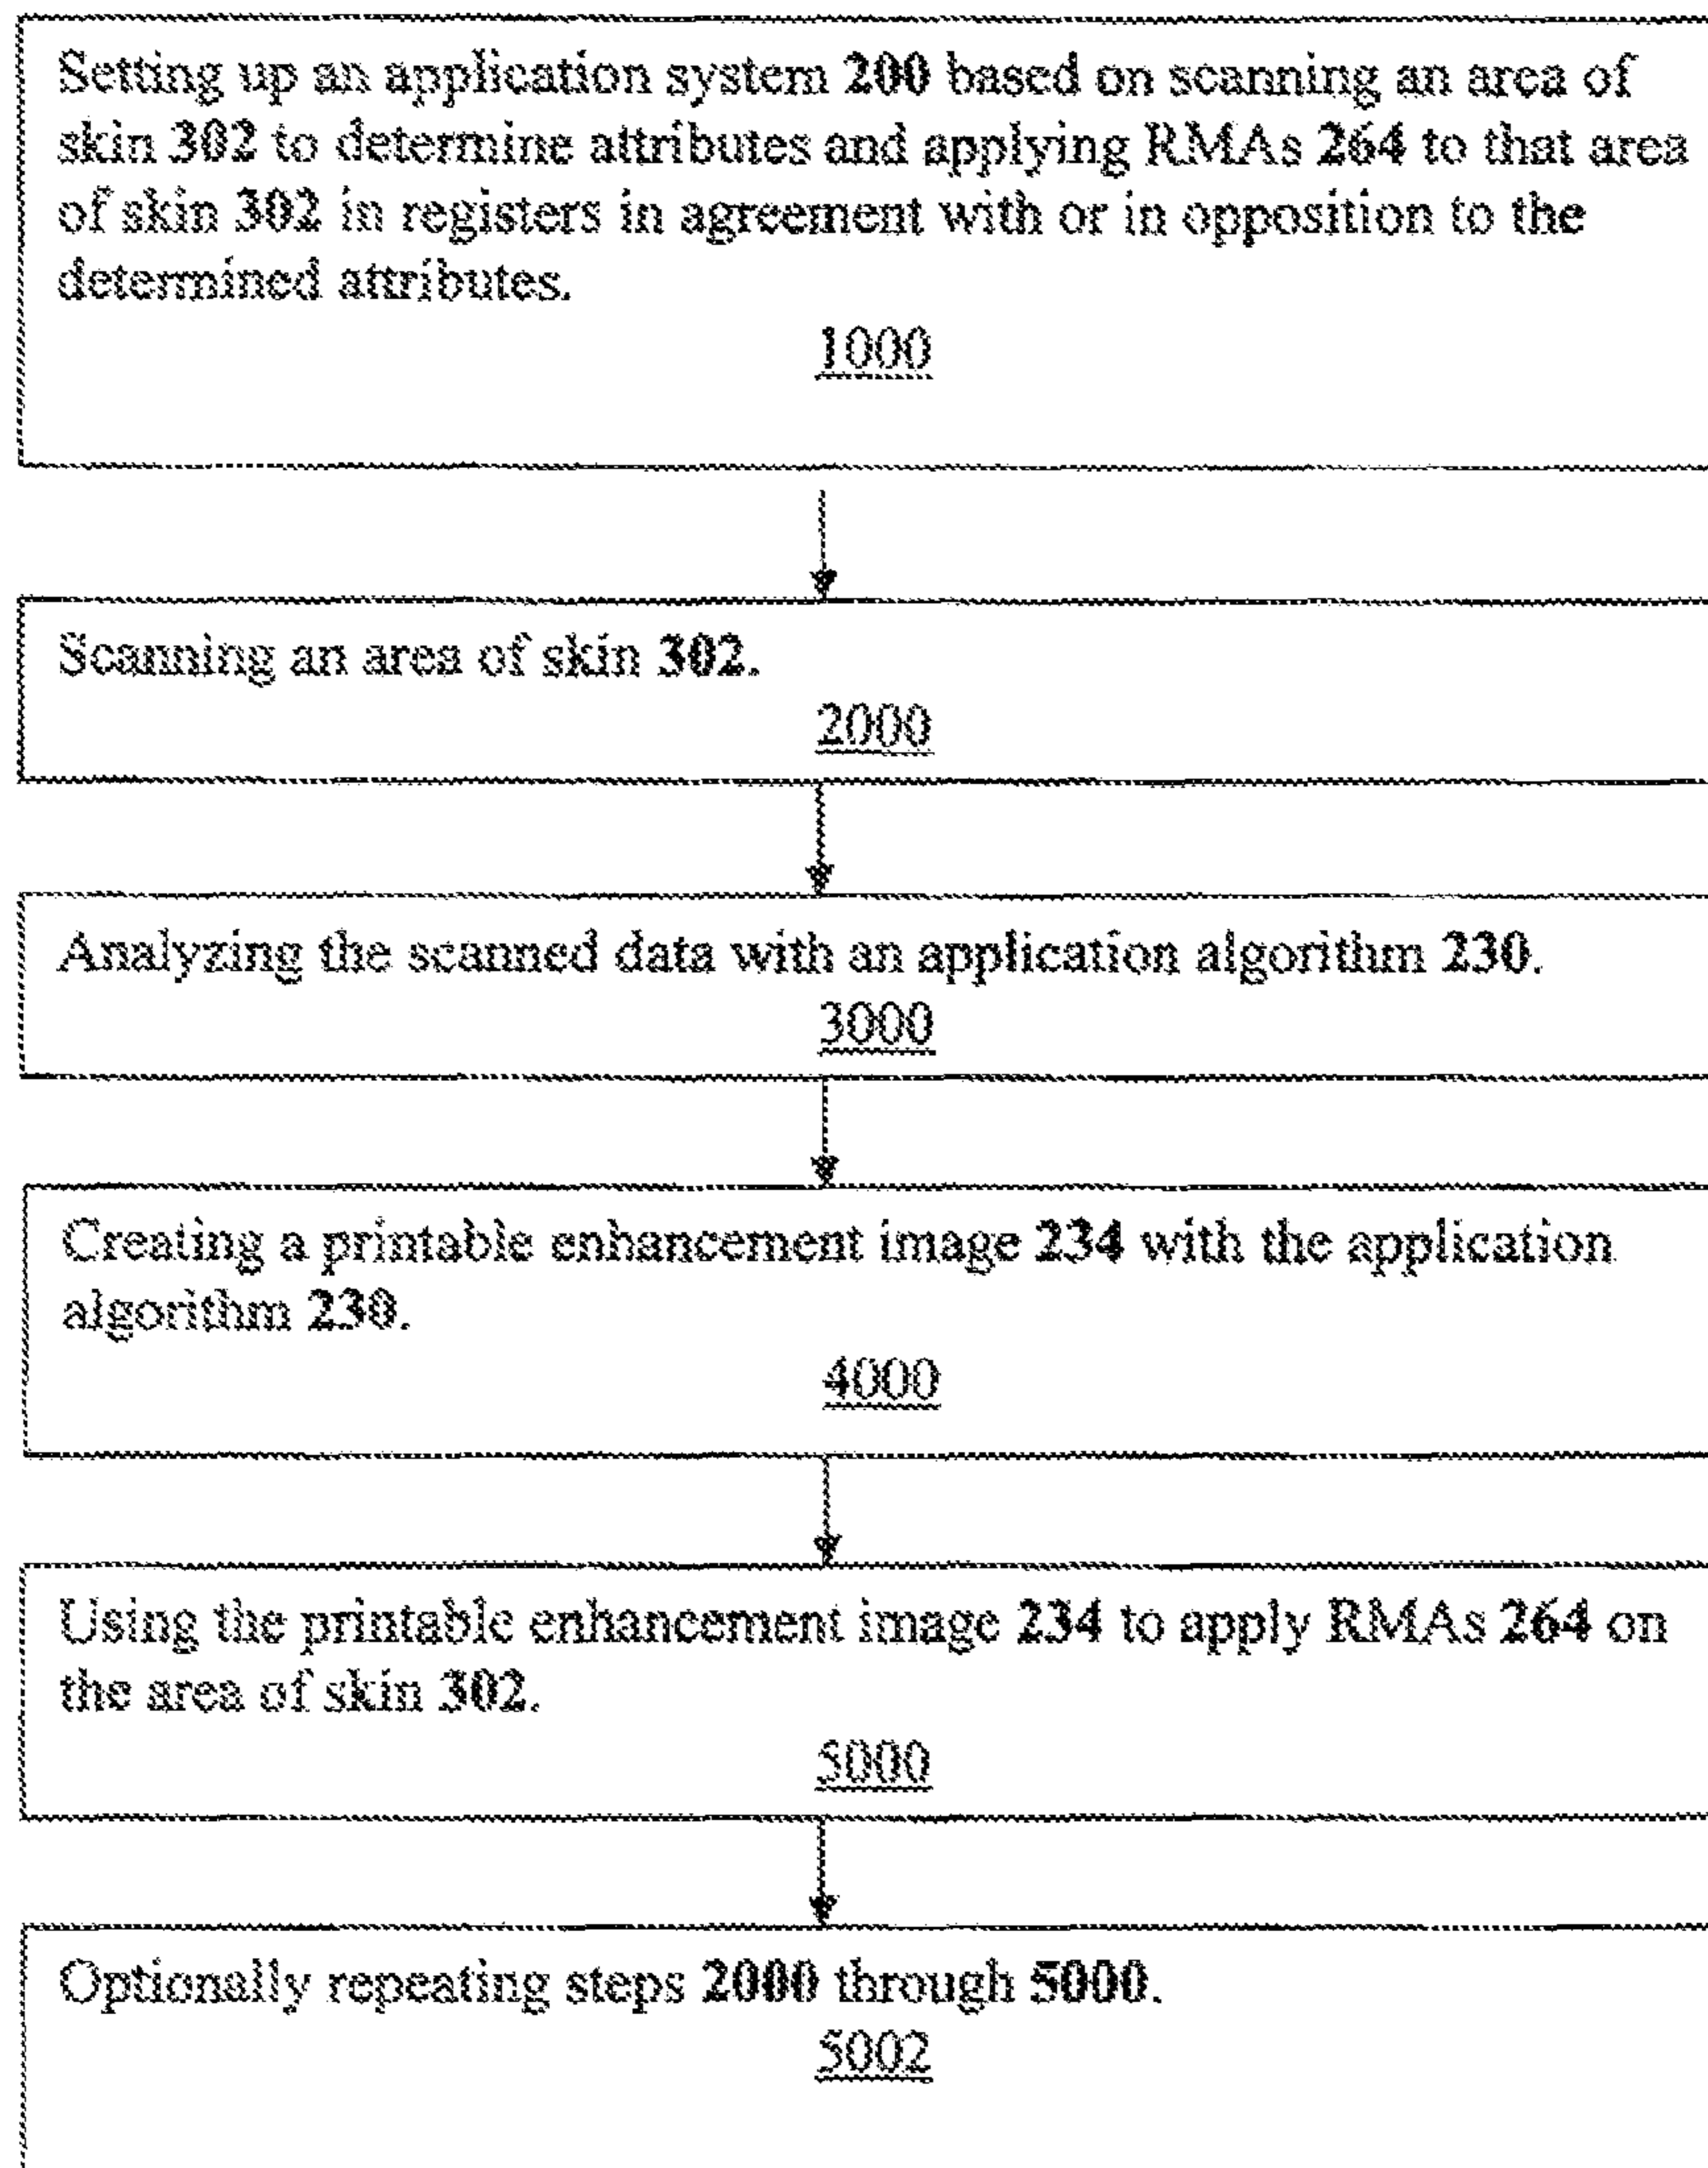 Setting up an application system 200 based on scanning an area of
skin 302 to determine attributes and applying RMAs 264 to that area
of skin 302 in registers in agreement with or in opposition to the
determined attributes.
1000
Scanning an area of skin 302.
2000
Analyzing the scanned data with an application algorithm 230.
3000
Creating a printable enhancement image 234 with the application
algorithm 230.
4000
Using the printable enhancement image 234 to apply RMAs 264 on
the area of skin 302.
5000
Optionally repeating steps 2000 through 5000.
5002